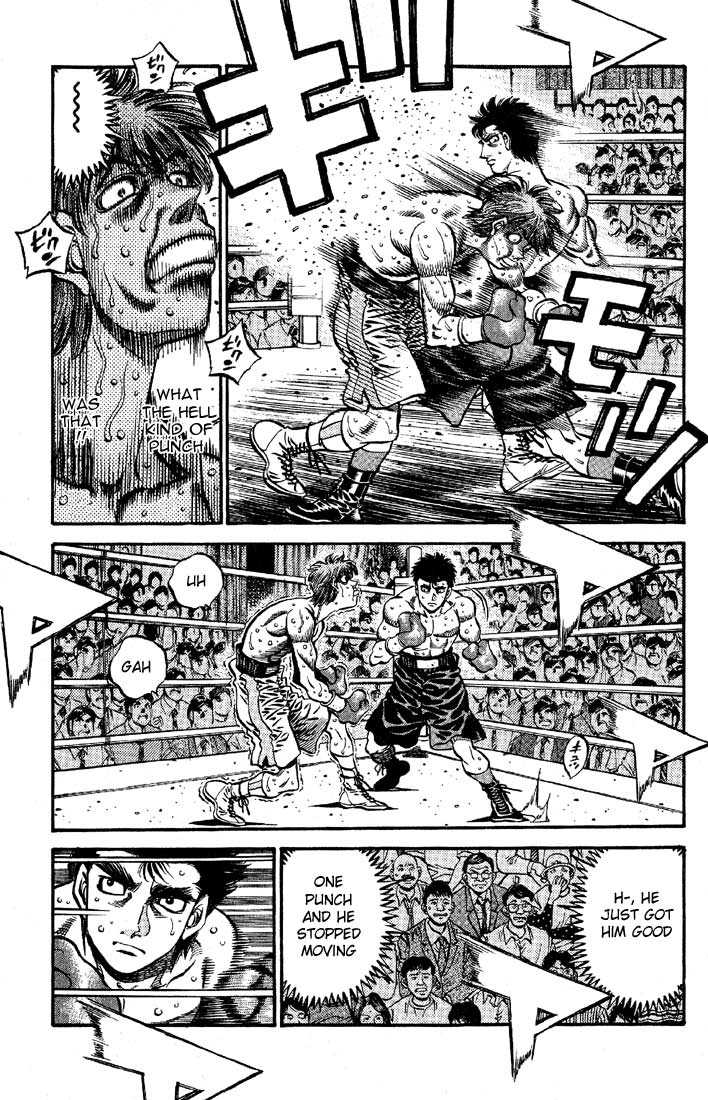 ギ
モ
WHAT
THE HELL
KIND OF
PUNCH
WAS
THAT
!!
UH
GAH
H-, HE
JUST GOT
HIM GOOD
ONE
PUNCH
AND HE
STOPPED
MOVING